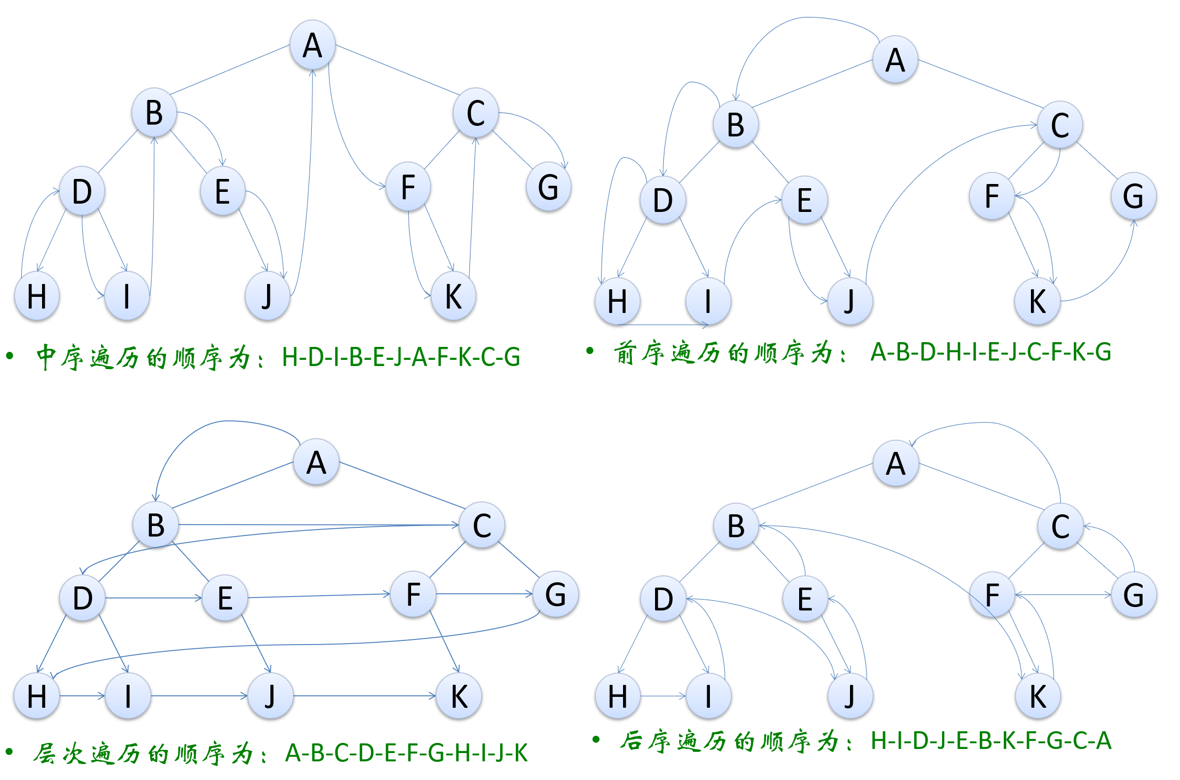 A
B C
D E F G
H I J K
• 中序遍历的顺序为：H-D-I-B-E-J-A-F-K-C-G
A
B C
D E F G
H I J K
• 前序遍历的顺序为： A-B-D-H-I-E-J-C-F-K-G
A
B C
D E F G
H I J K
• 层次遍历的顺序为：A-B-C-D-E-F-G-H-I-J-K
A
B C
D E F G
H I J K
• 后序遍历的顺序为：H-I-D-J-E-B-K-F-G-C-A